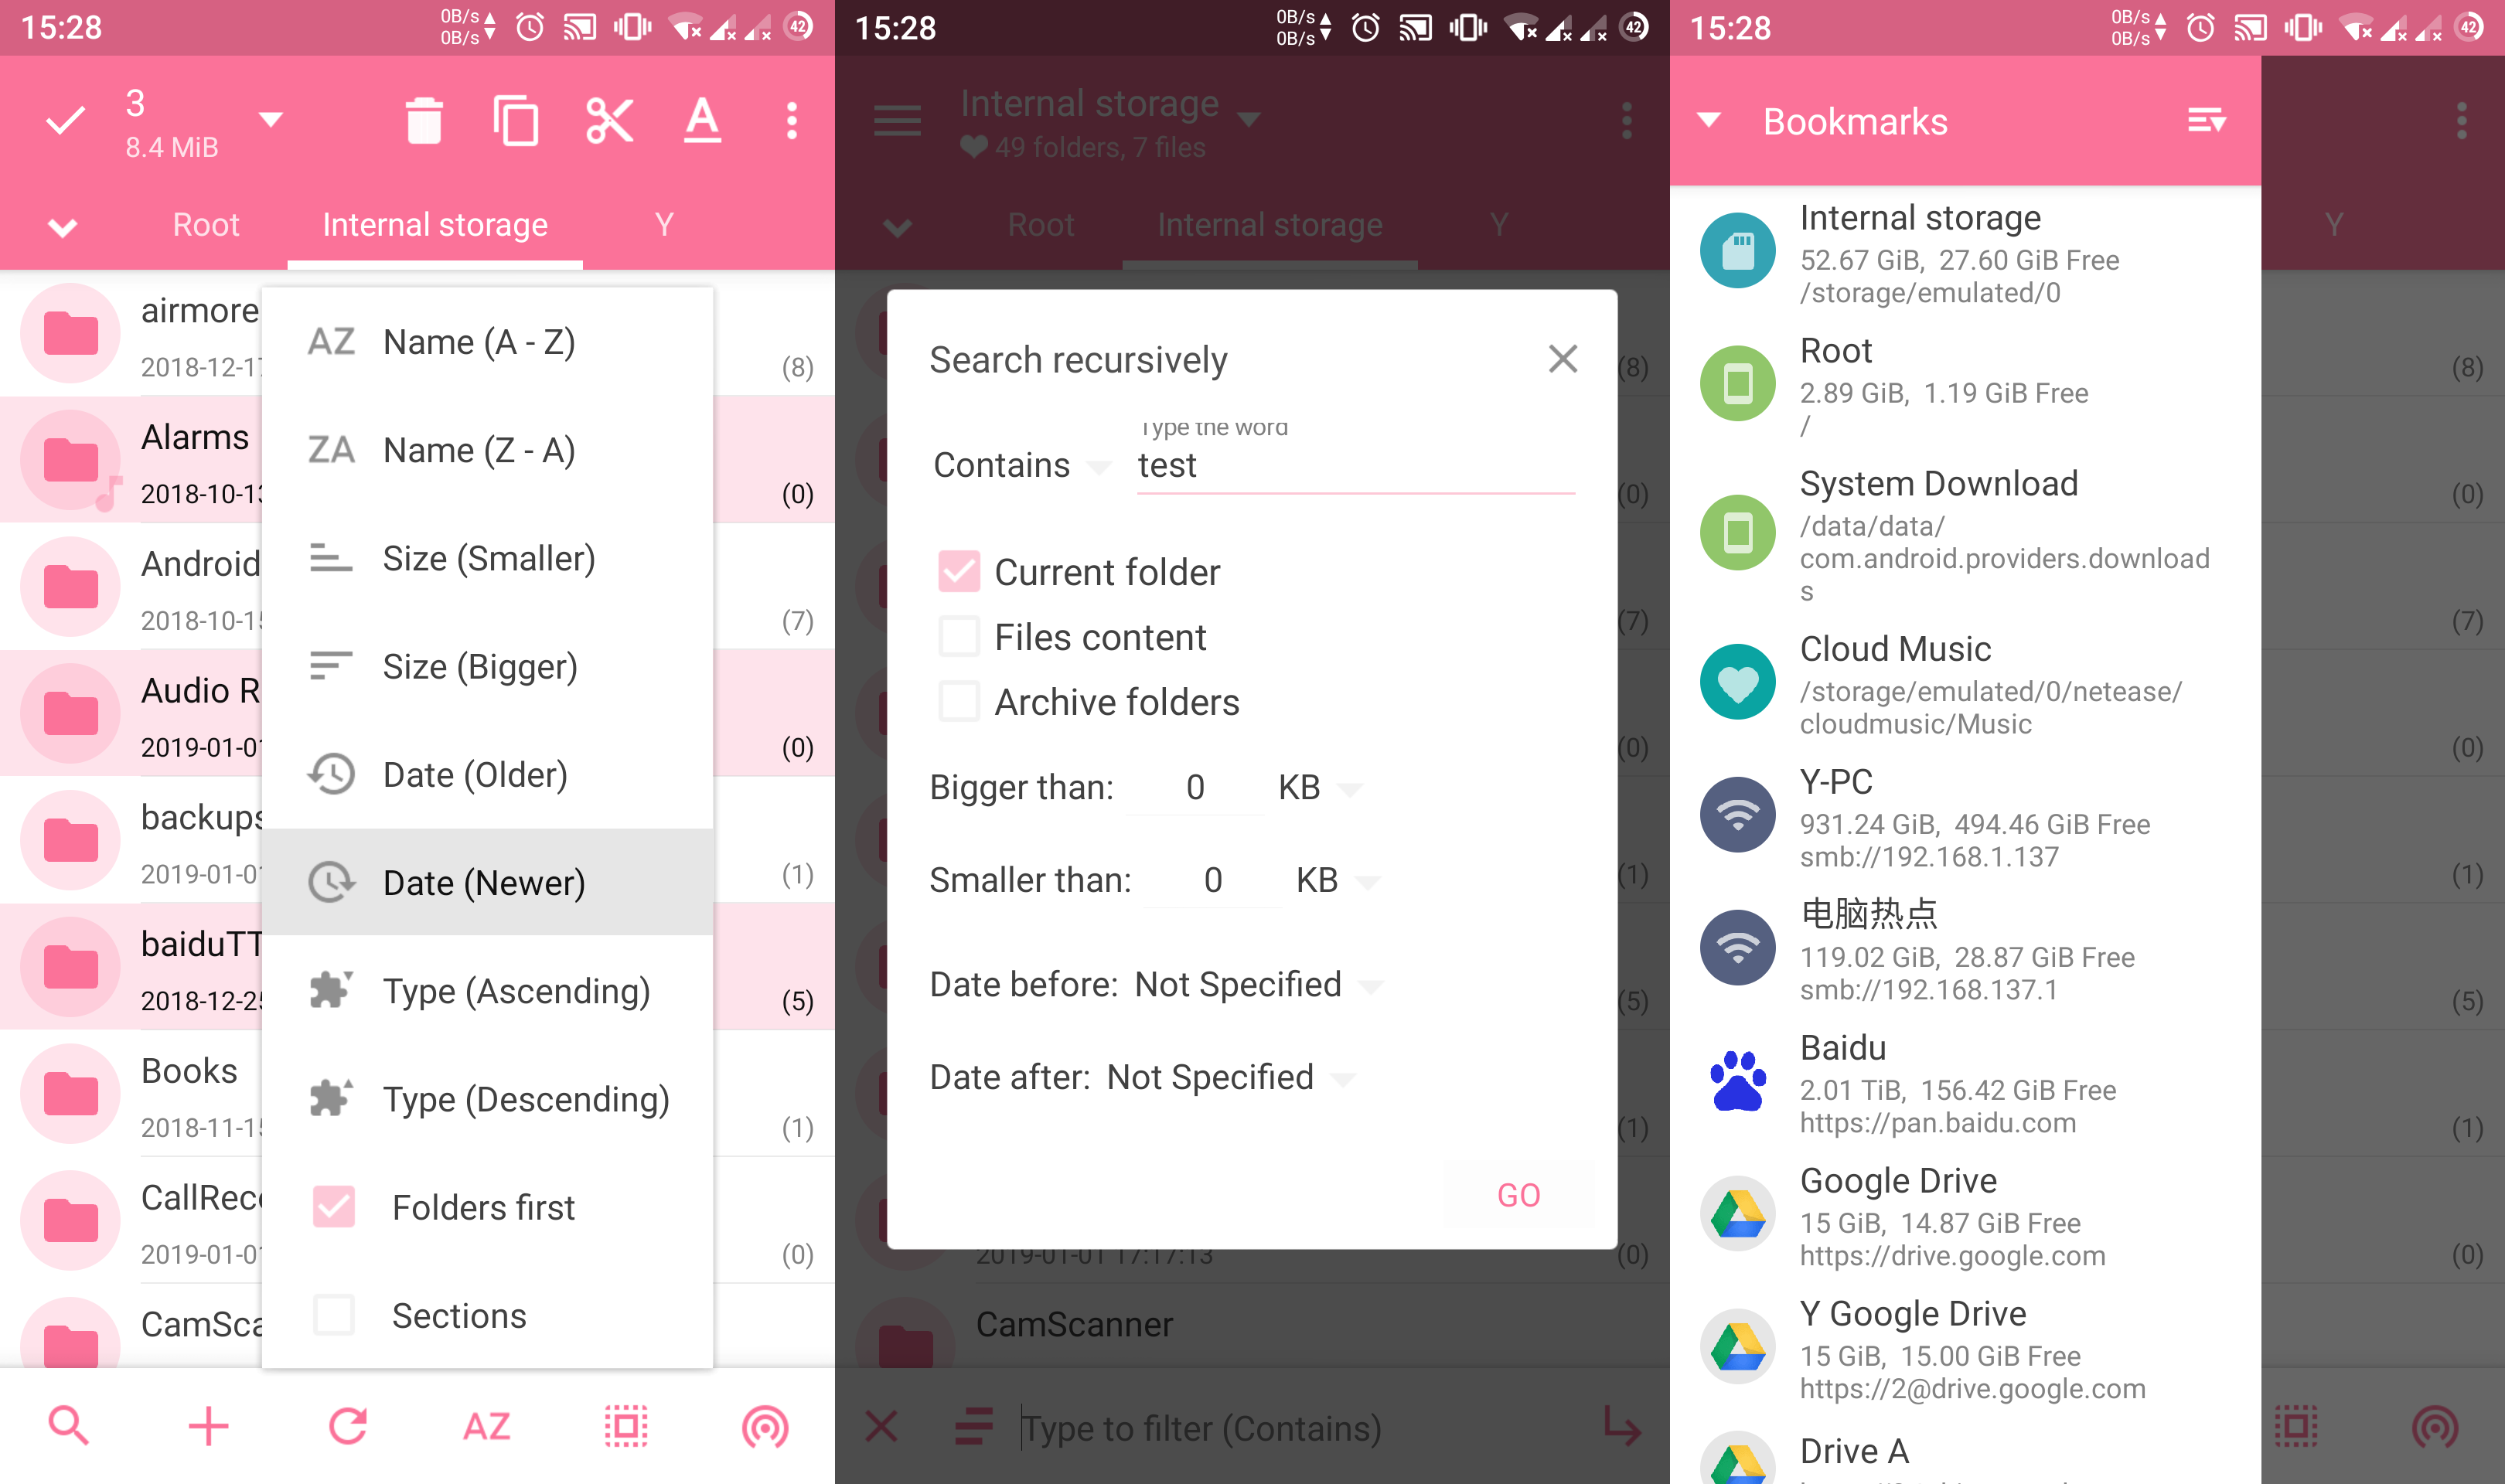 15:28
0B/s
0B/s
42
3
8.4 MiB
A
Root
Internal storage
Y
airmore
2018-12-17
(8)
Alarms
2018-10-13
(0)
Android
2018-10-15
(7)
Audio R
2019-01-01
(0)
backups
2019-01-01
(1)
baiduTT
2018-12-25
(5)
Books
2018-11-15
(1)
CallRec
2019-01-01
(0)
CamSca
AZ Name (A - Z)
ZA Name (Z - A)
Size (Smaller)
Size (Bigger)
Date (Older)
Date (Newer)
Type (Ascending)
Type (Descending)
Folders first
Sections
AZ
15:28
0B/s
0B/s
42
Internal storage
49 folders, 7 files
Root
Internal storage
Y
Search recursively
Type the word
Contains
test
Current folder
Files content
Archive folders
Bigger than: 0 KB
Smaller than: 0 KB
Date before: Not Specified
Date after: Not Specified
GO
(8)
(0)
(7)
(0)
(1)
(5)
(1)
2019-01-01 17:17:13
(0)
CamScanner
Type to filter (Contains)
15:28
0B/s
0B/s
42
Bookmarks
Y
Internal storage
52.67 GiB, 27.60 GiB Free
/storage/emulated/0
Root
2.89 GiB, 1.19 GiB Free
/
System Download
/data/data/
com.android.providers.download
s
Cloud Music
/storage/emulated/0/netease/
cloudmusic/Music
Y-PC
931.24 GiB, 494.46 GiB Free
smb://192.168.1.137
电脑热点
119.02 GiB, 28.87 GiB Free
smb://192.168.137.1
Baidu
2.01 TiB, 156.42 GiB Free
https://pan.baidu.com
Google Drive
15 GiB, 14.87 GiB Free
https://drive.google.com
Y Google Drive
15 GiB, 15.00 GiB Free
https://2@drive.google.com
Drive A
(8)
(0)
(7)
(0)
(1)
(5)
(1)
(0)